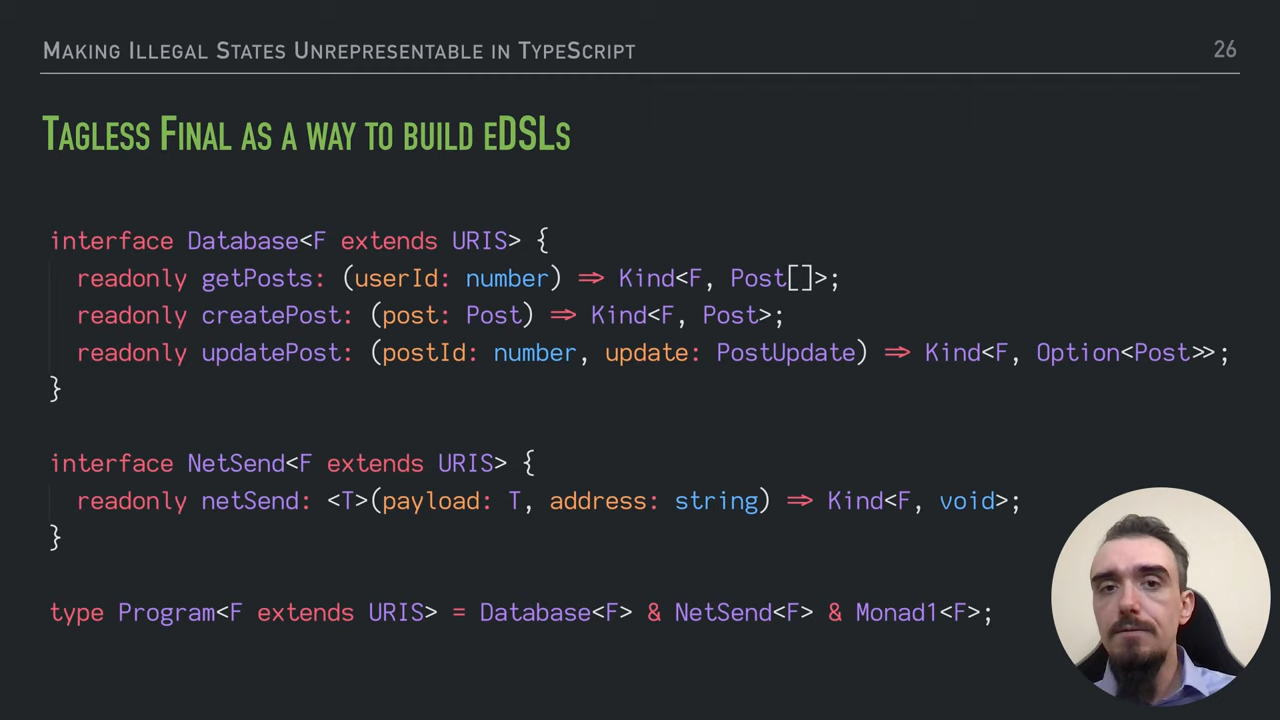 Making Illegal States Unrepresentable in TypeScript
26
Tagless Final as a way to build eDSLs
interface Database<F extends URIS> {
  readonly getPosts: (userId: number) => Kind<F, Post[]>;
  readonly createPost: (post: Post) => Kind<F, Post>;
  readonly updatePost: (postId: number, update: PostUpdate) => Kind<F, Option<Post>>;
}
interface NetSend<F extends URIS> {
  readonly netSend: <T>(payload: T, address: string) => Kind<F, void>;
}
type Program<F extends URIS> = Database<F> & NetSend<F> & Monad1<F>;